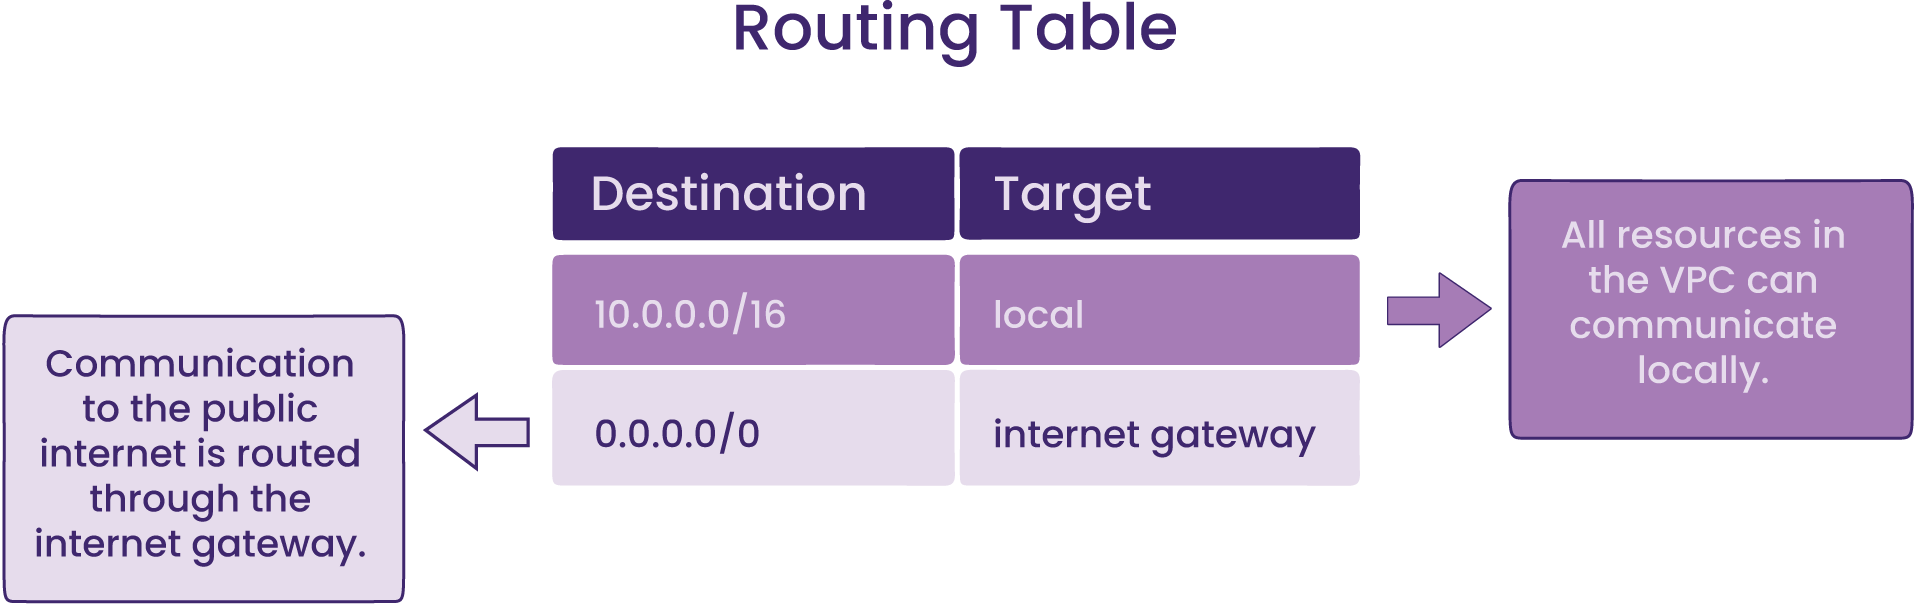 Routing Table
Destination
Target
10.0.0.0/16
local
0.0.0.0/0
internet gateway
All resources in
the VPC can
communicate
locally.
Communication
to the public
internet is routed
through the
internet gateway.